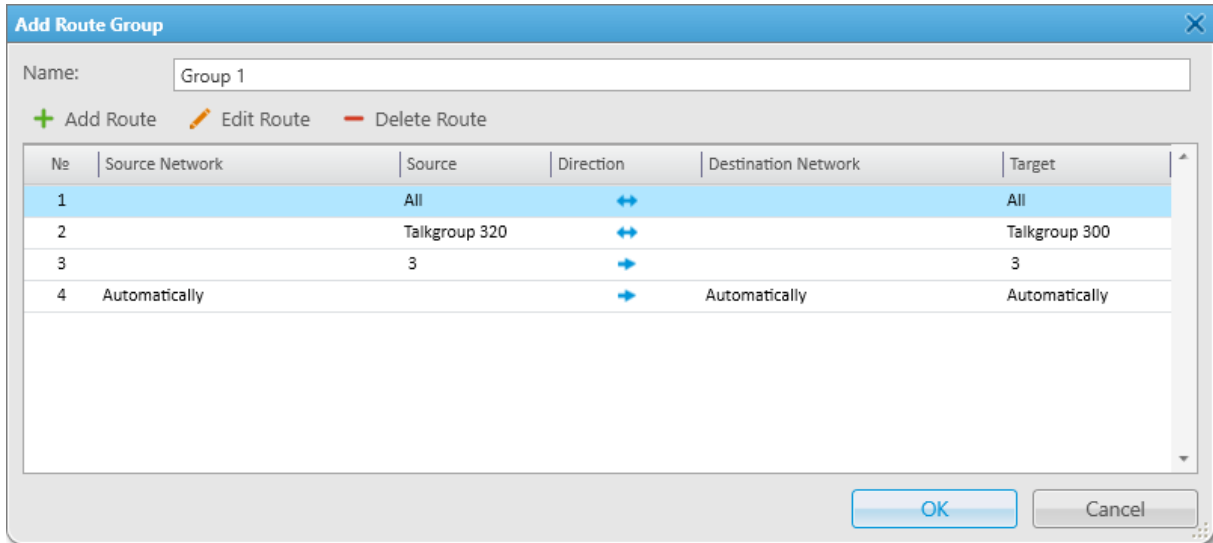 Add Route Group
Name: Group 1
Add Route Edit Route Delete Route
№ Source Network Source Direction Destination Network Target
1 All All
2 Talkgroup 320 Talkgroup 300
3 3 3
4 Automatically Automatically Automatically
OK Cancel